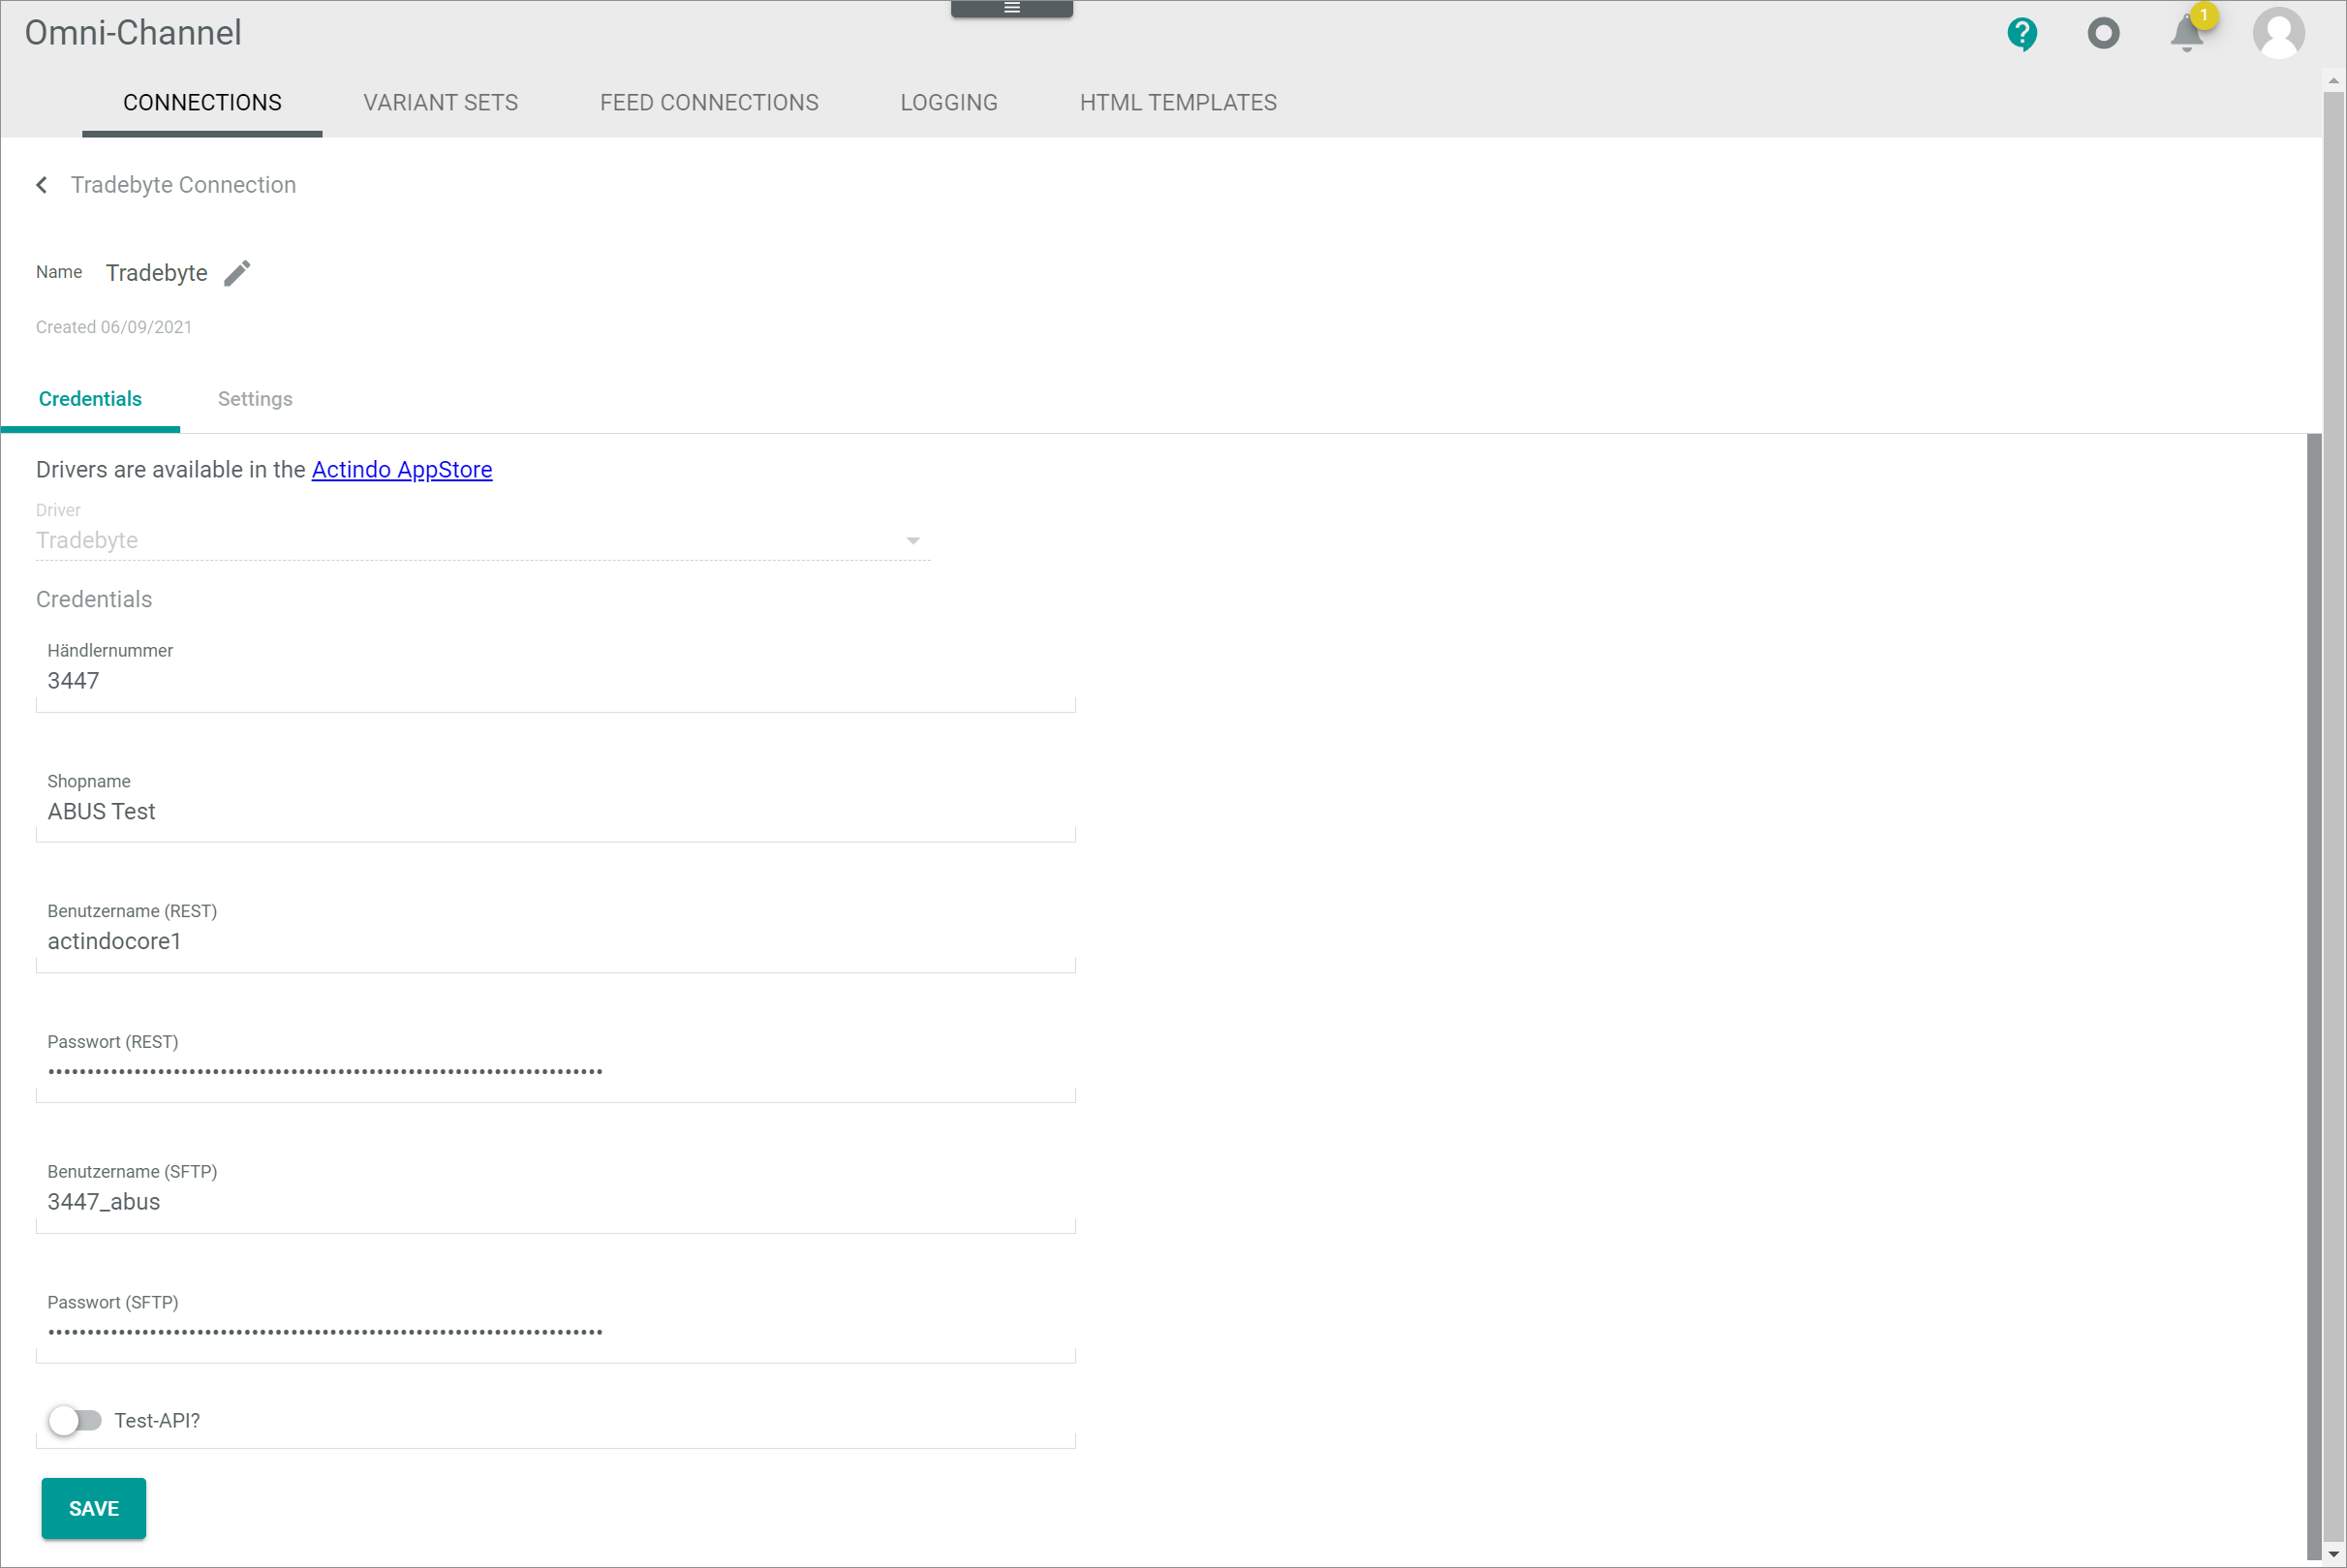 Omni-Channel
1
CONNECTIONS VARIANT SETS FEED CONNECTIONS LOGGING HTML TEMPLATES
Tradebyte Connection
Name Tradebyte
Created 06/09/2021
Credentials Settings
Drivers are available in the Actindo AppStore
Driver
Tradebyte
Credentials
Händlernummer
3447
Shopname
ABUS Test
Benutzername (REST)
actindocore1
Passwort (REST)
Benutzername (SFTP)
3447_abus
Passwort (SFTP)
Test-API?
SAVE